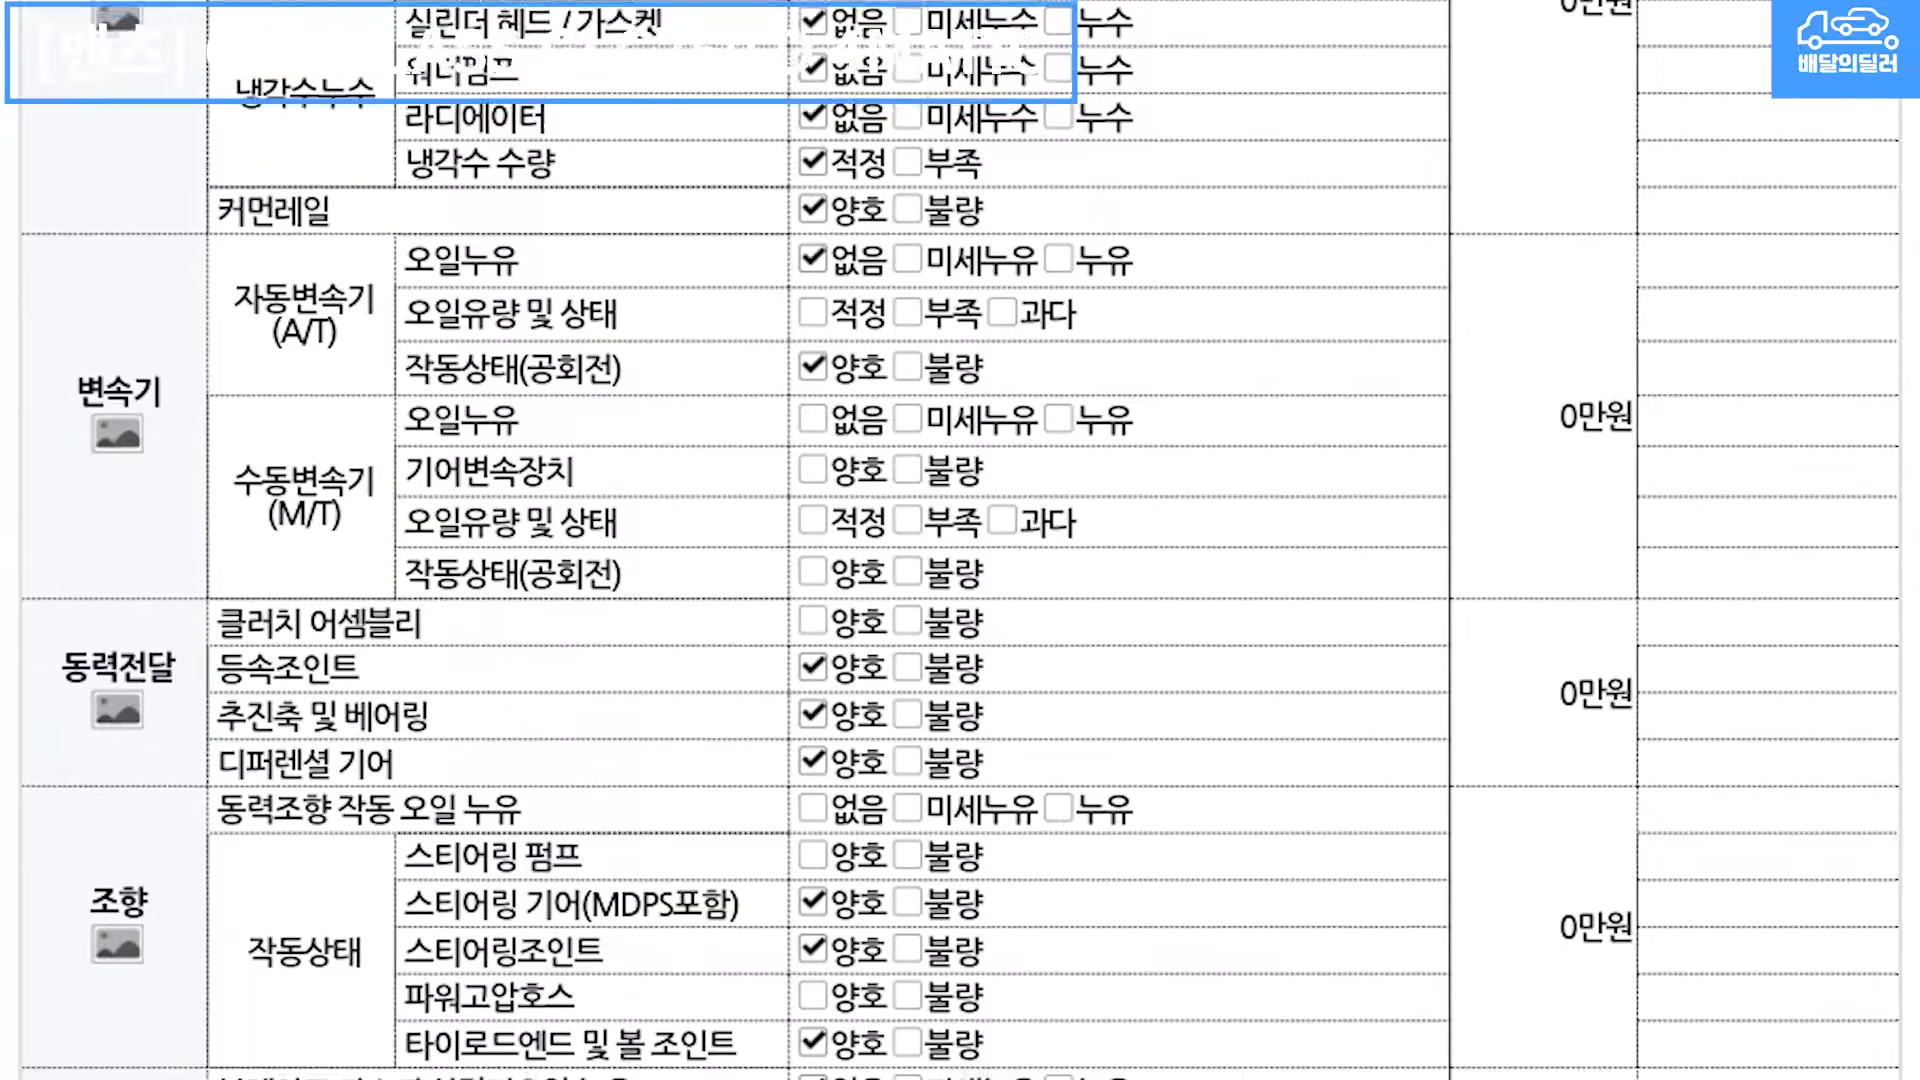 0만원
실린더 헤드 / 가스켓 없음 미세누수 누수
[벤츠]
배달의딜러
냉각수누수
워터펌프 없음 미세누수 누수
라디에이터 없음 미세누수 누수
냉각수 수량 적정 부족
커먼레일 양호 불량
변속기
자동변속기
(A/T)
오일누유 없음 미세누유 누유
오일유량 및 상태 적정 부족 과다
작동상태(공회전) 양호 불량
수동변속기
(M/T)
오일누유 없음 미세누유 누유
기어변속장치 양호 불량
오일유량 및 상태 적정 부족 과다
작동상태(공회전) 양호 불량
0만원
동력전달
클러치 어셈블리 양호 불량
등속조인트 양호 불량
추진축 및 베어링 양호 불량
디퍼렌셜 기어 양호 불량
0만원
조향
동력조향 작동 오일 누유 없음 미세누유 누유
작동상태
스티어링 펌프 양호 불량
스티어링 기어(MDPS포함) 양호 불량
스티어링조인트 양호 불량
파워고압호스 양호 불량
타이로드엔드 및 볼 조인트 양호 불량
0만원